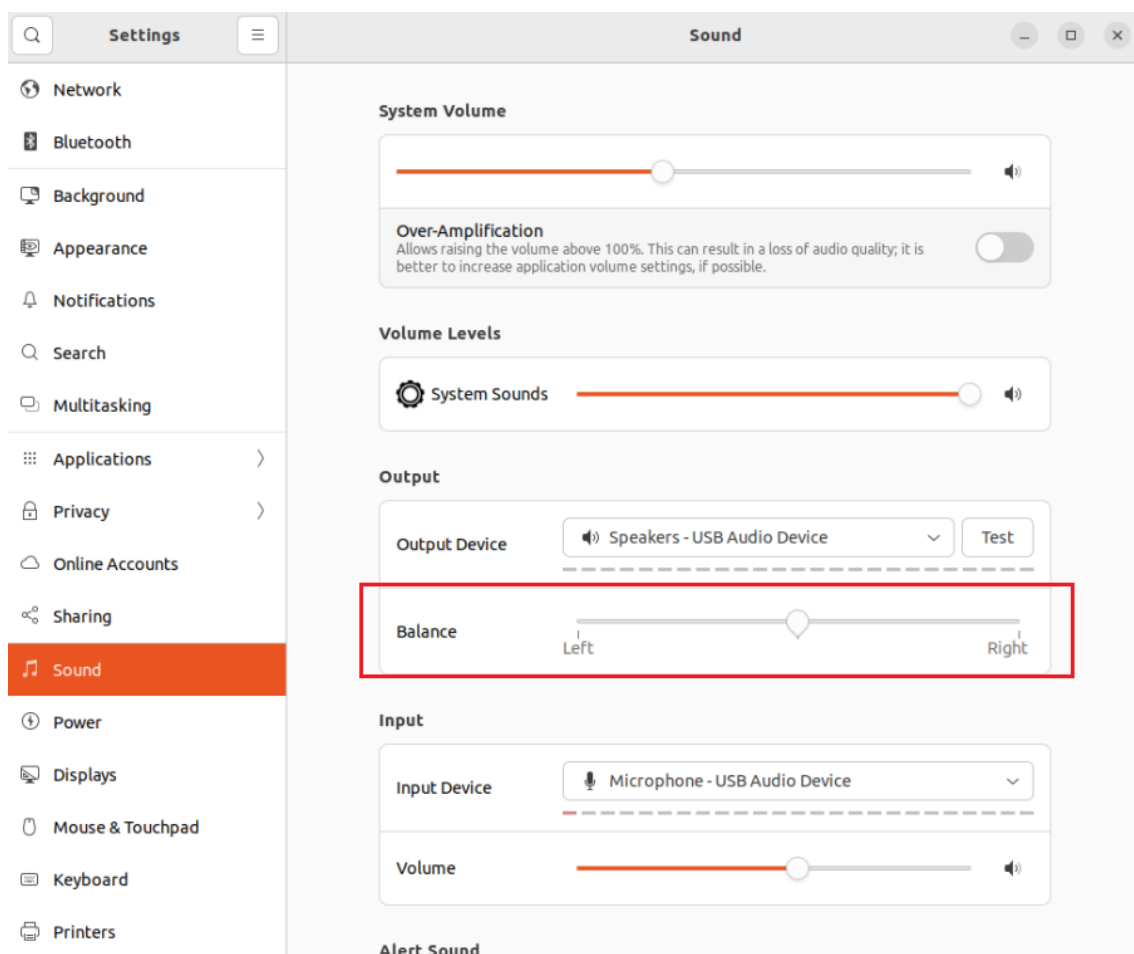 Settings
Sound
Network
Bluetooth
Background
Appearance
Notifications
Search
Multitasking
Applications
Privacy
Online Accounts
Sharing
Sound
Power
Displays
Mouse & Touchpad
Keyboard
Printers
System Volume
Over-Amplification
Allows raising the volume above 100%. This can result in a loss of audio quality; it is
better to increase application volume settings, if possible.
Volume Levels
System Sounds
Output
Output Device
Speakers - USB Audio Device
Test
Balance
Left
Right
Input
Input Device
Microphone - USB Audio Device
Volume
Alert Sound